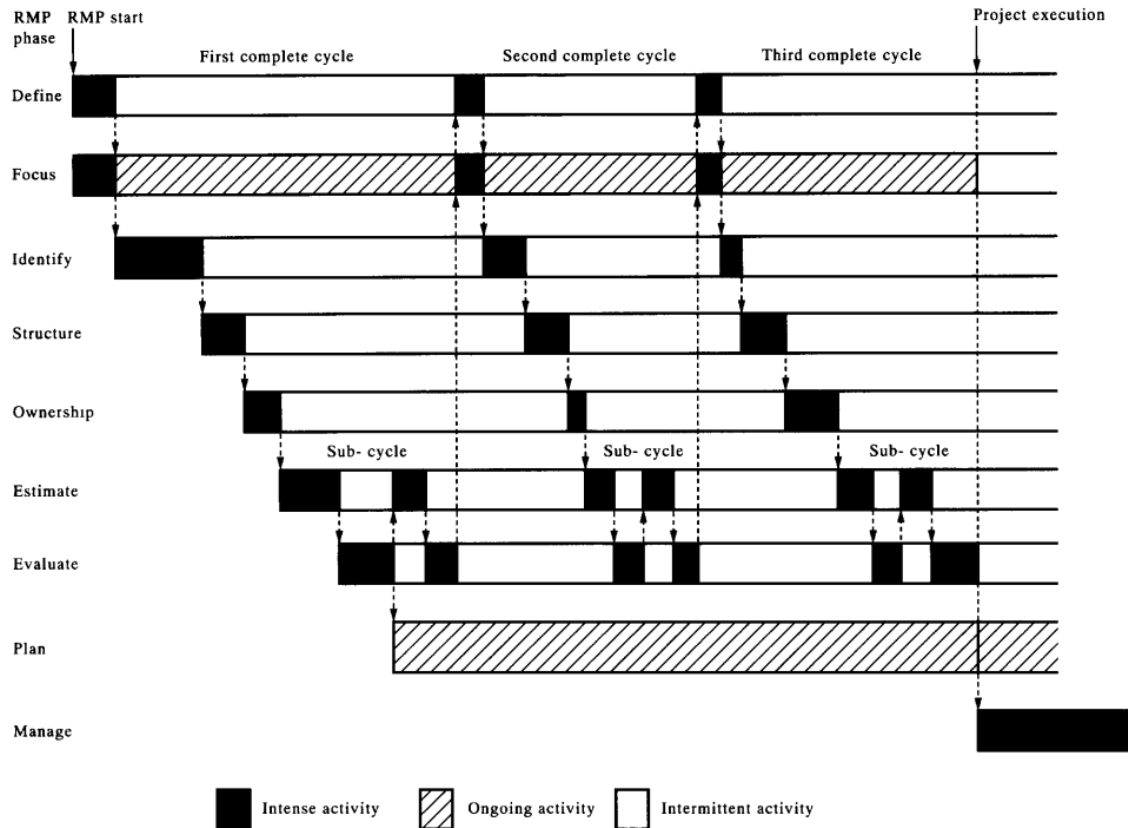 RMP RMP start Project execution
phase
First complete cycle Second complete cycle Third complete cycle
Define
Focus
Identify
Structure
Ownership
Sub- cycle Sub- cycle Sub- cycle
Estimate
Evaluate
Plan
Manage
Intense activity Ongoing activity Intermittent activity